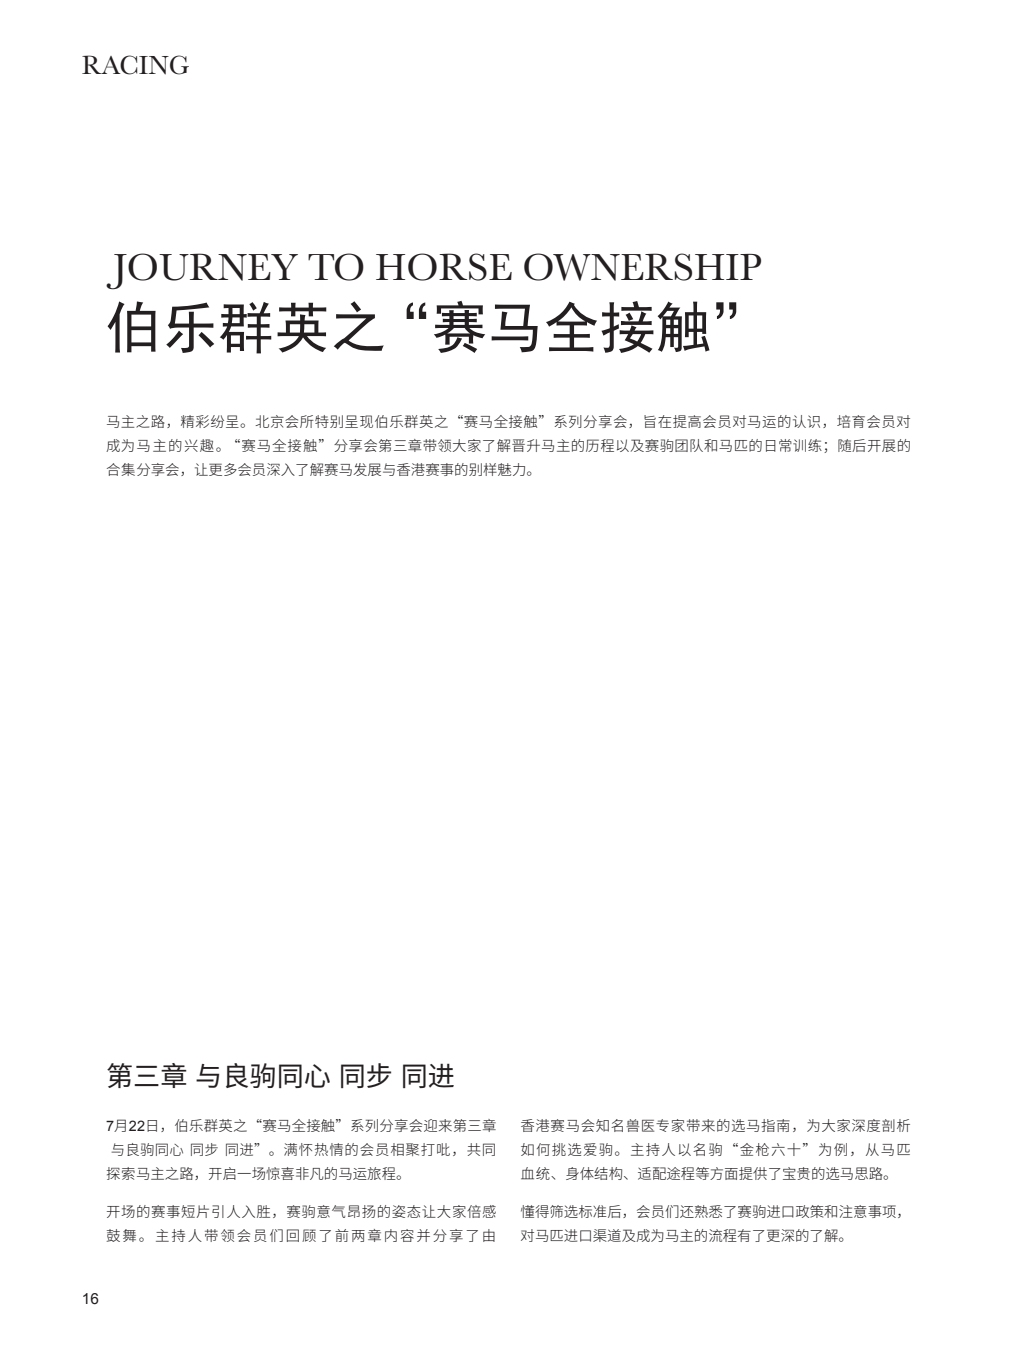 RACING
JOURNEY TO HORSE OWNERSHIP
伯乐群英之 “赛马全接触”
马主之路，精彩纷呈。北京会所特别呈现伯乐群英之“赛马全接触”系列分享会，旨在提高会员对马运的认识，培育会员对
成为马主的兴趣。“赛马全接触” 分享会第三章带领大家了解晋升马主的历程以及赛驹团队和马匹的日常训练；随后开展的
合集分享会，让更多会员深入了解赛马发展与香港赛事的别样魅力。
第三章 与良驹同心 同步 同进
7月22日，伯乐群英之“赛马全接触”系列分享会迎来第三章
与良驹同心 同步 同进”。满怀热情的会员相聚打吡，共同
探索马主之路，开启一场惊喜非凡的马运旅程。
开场的赛事短片引人入胜，赛驹意气昂扬的姿态让大家倍感
鼓舞。主持人带领会员们回顾了前两章内容并分享了由
香港赛马会知名兽医专家带来的选马指南，为大家深度剖析
如何挑选爱驹。主持人以名驹“金枪六十”为例，从马匹
血统、身体结构、适配途程等方面提供了宝贵的选马思路。
懂得筛选标准后，会员们还熟悉了赛驹进口政策和注意事项，
对马匹进口渠道及成为马主的流程有了更深的了解。
16